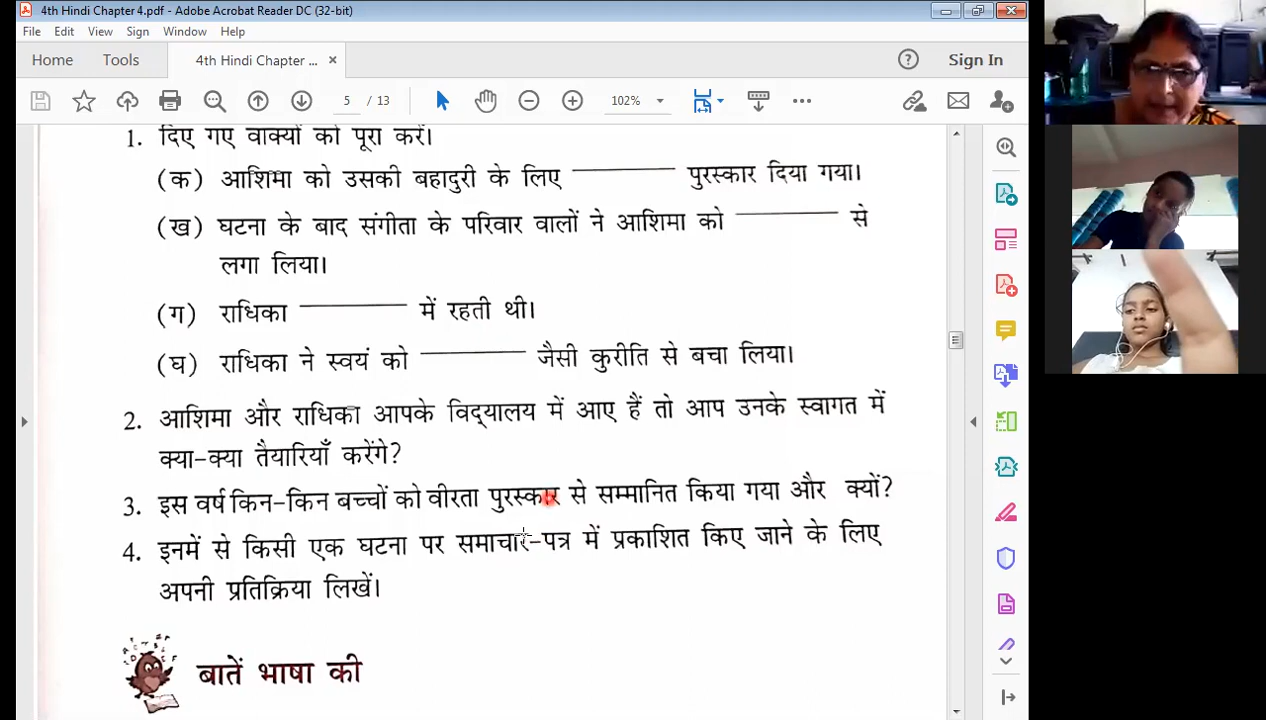 4th Hindi Chapter 4.pdf - Adobe Acrobat Reader DC (32-bit)
File Edit View Sign Window Help
Home Tools 4th Hindi Chapter ... × Sign In
5 / 13 102%
1. दिए गए वाक्यों को पूरा करें।
(क) आशिमा को उसकी बहादुरी के लिए ________ पुरस्कार दिया गया।
(ख) घटना के बाद संगीता के परिवार वालों ने आशिमा को ________ से
लगा लिया।
(ग) राधिका ________ में रहती थी।
(घ) राधिका ने स्वयं को ________ जैसी कुरीति से बचा लिया।
2. आशिमा और राधिका आपके विद्यालय में आए हैं तो आप उनके स्वागत में
क्या-क्या तैयारियाँ करेंगे?
3. इस वर्ष किन-किन बच्चों को वीरता पुरस्कार से सम्मानित किया गया और क्यों?
4. इनमें से किसी एक घटना पर समाचार-पत्र में प्रकाशित किए जाने के लिए
अपनी प्रतिक्रिया लिखें।
बातें भाषा की